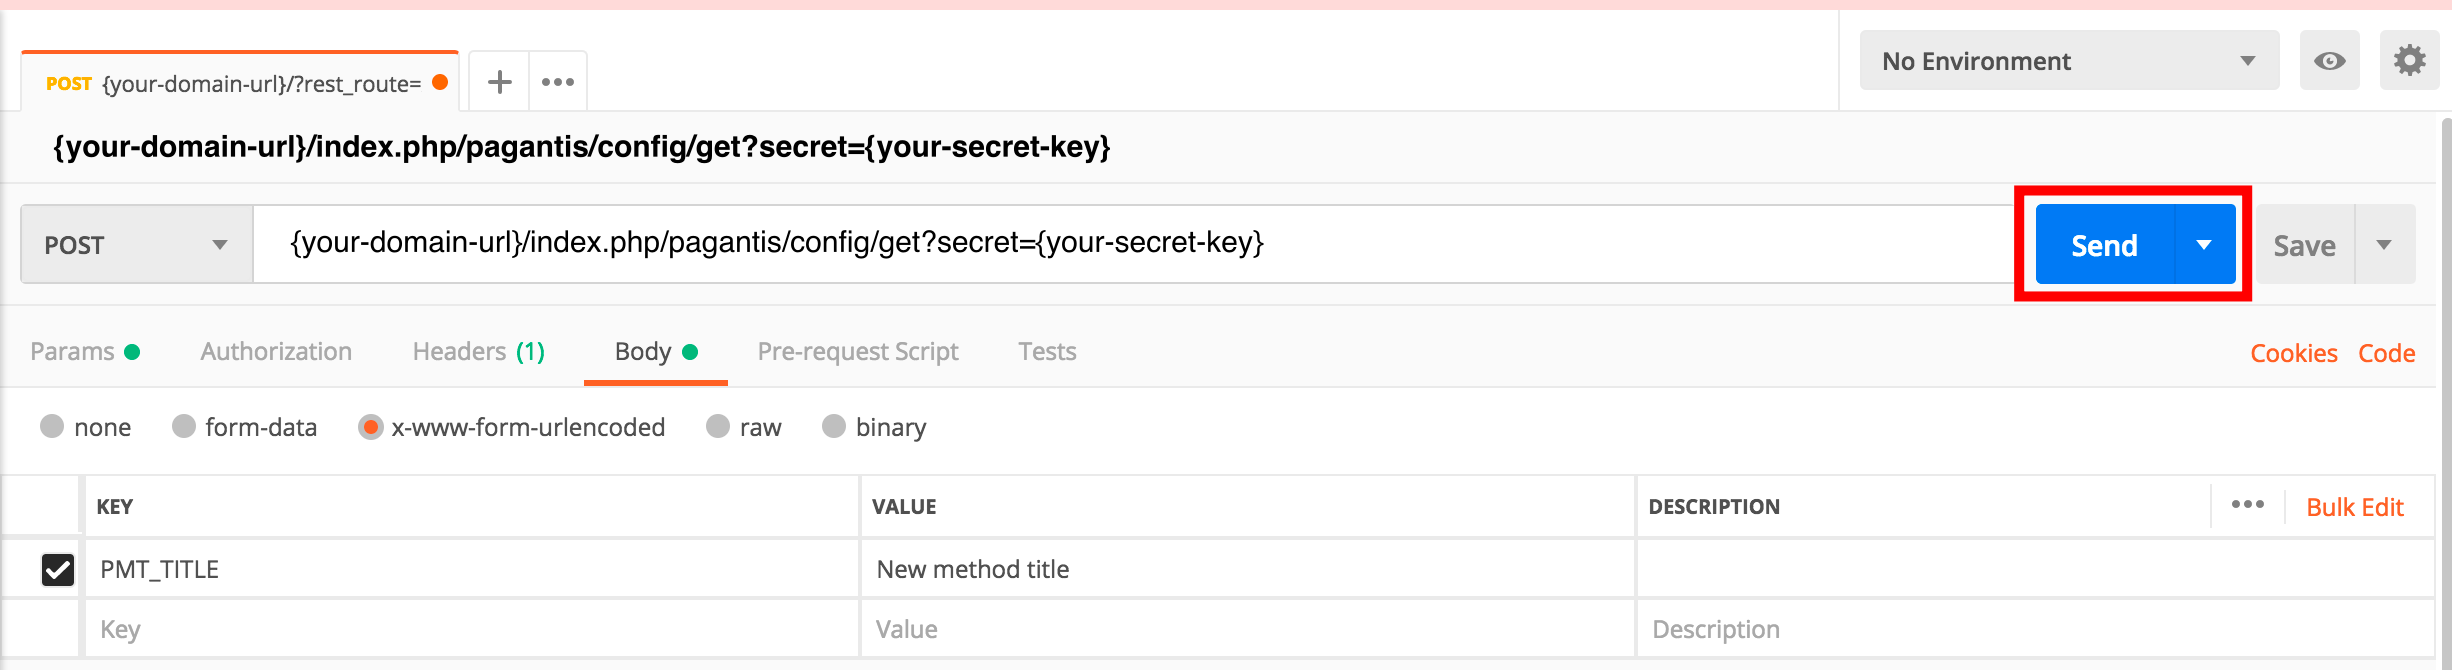 POST {your-domain-url}/?rest_route=
No Environment
{your-domain-url}/index.php/pagantis/config/get?secret={your-secret-key}
POST {your-domain-url}/index.php/pagantis/config/get?secret={your-secret-key} Send Save
Params Authorization Headers (1) Body Pre-request Script Tests Cookies Code
none form-data x-www-form-urlencoded raw binary
KEY VALUE DESCRIPTION Bulk Edit
PMT_TITLE New method title
Key Value Description